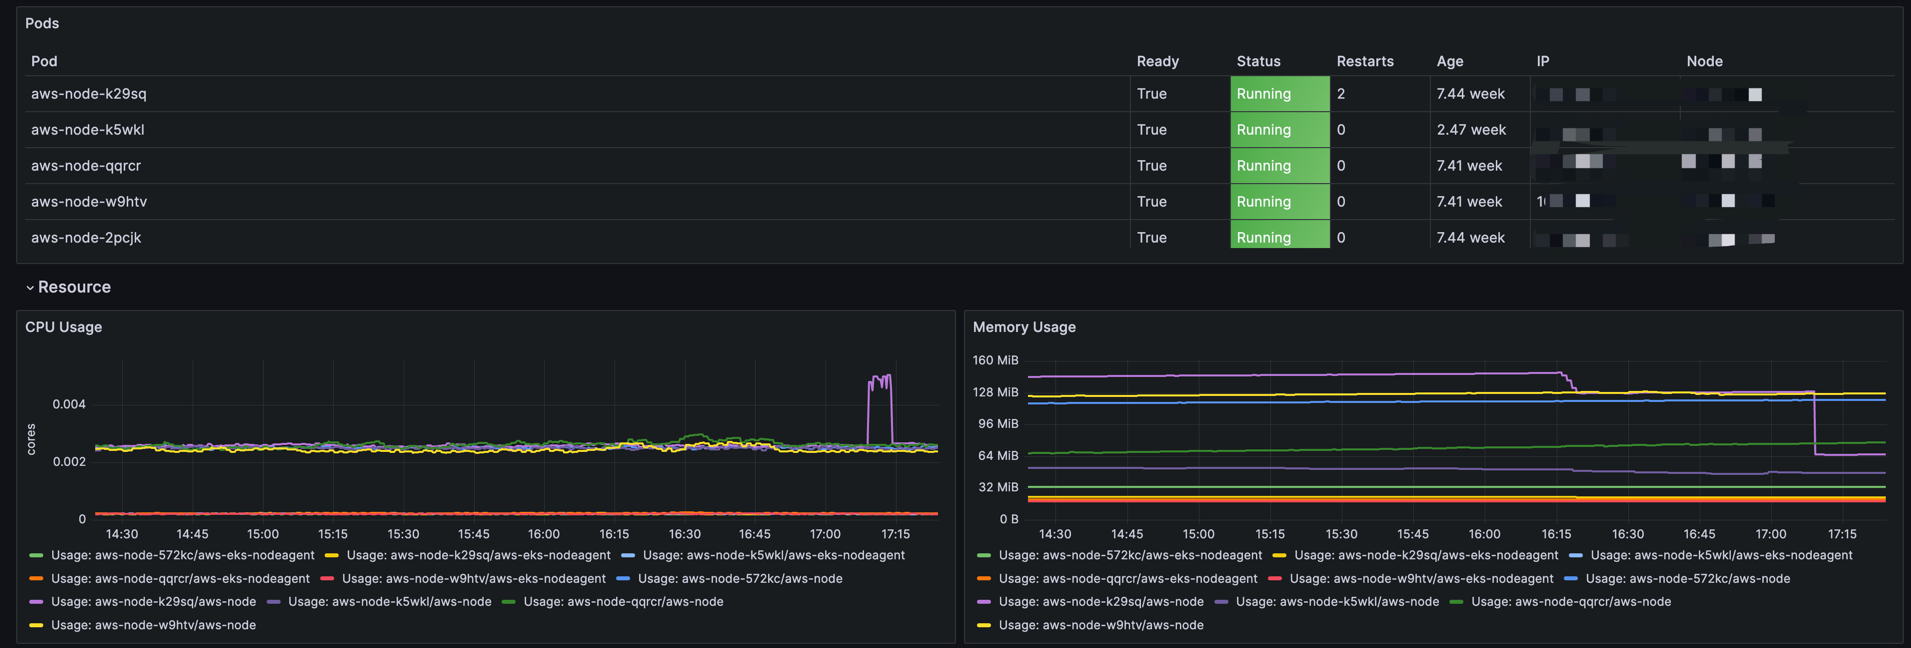 Pods
Pod Ready Status Restarts Age IP Node
aws-node-k29sq True Running 2 7.44 week
aws-node-k5wkl True Running 0 2.47 week
aws-node-qqrcr True Running 0 7.41 week
aws-node-w9htv True Running 0 7.41 week
aws-node-2pcjk True Running 0 7.44 week
Resource
CPU Usage
cores
0.004
0.002
0
14:30 14:45 15:00 15:15 15:30 15:45 16:00 16:15 16:30 16:45 17:00 17:15
Usage: aws-node-572kc/aws-eks-nodeagent Usage: aws-node-k29sq/aws-eks-nodeagent Usage: aws-node-k5wkl/aws-eks-nodeagent
Usage: aws-node-qqrcr/aws-eks-nodeagent Usage: aws-node-w9htv/aws-eks-nodeagent Usage: aws-node-572kc/aws-node
Usage: aws-node-k29sq/aws-node Usage: aws-node-k5wkl/aws-node Usage: aws-node-qqrcr/aws-node
Usage: aws-node-w9htv/aws-node
Memory Usage
160 MiB
128 MiB
96 MiB
64 MiB
32 MiB
0 B
14:30 14:45 15:00 15:15 15:30 15:45 16:00 16:15 16:30 16:45 17:00 17:15
Usage: aws-node-572kc/aws-eks-nodeagent Usage: aws-node-k29sq/aws-eks-nodeagent Usage: aws-node-k5wkl/aws-eks-nodeagent
Usage: aws-node-qqrcr/aws-eks-nodeagent Usage: aws-node-w9htv/aws-eks-nodeagent Usage: aws-node-572kc/aws-node
Usage: aws-node-k29sq/aws-node Usage: aws-node-k5wkl/aws-node Usage: aws-node-qqrcr/aws-node
Usage: aws-node-w9htv/aws-node